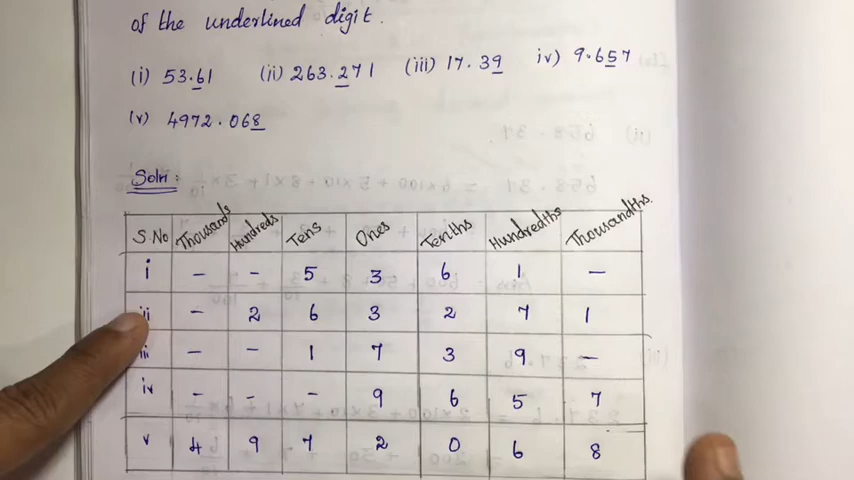 of the underlined digit.
(i) 53.61 (ii) 263.271 (iii) 17.39 iv) 9.657
(v) 4972.068
Soln:
S.No Thousands Hundreds Tens Ones Tenths Hundredths Thousandths.
i - - 5 3 6 1 -
ii - 2 6 3 2 7 1
iii - - 1 7 3 9 -
iv - - - 9 6 5 7
v 4 9 7 2 0 6 8